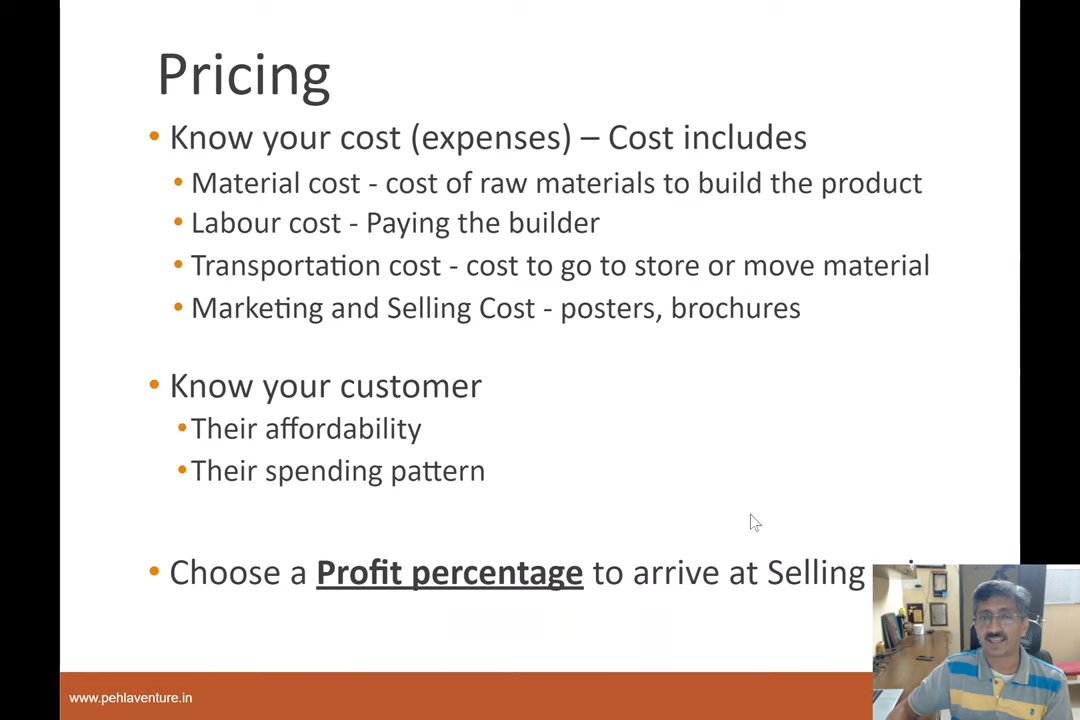 Pricing
• Know your cost (expenses) – Cost includes
• Material cost - cost of raw materials to build the product
• Labour cost - Paying the builder
• Transportation cost - cost to go to store or move material
• Marketing and Selling Cost - posters, brochures
• Know your customer
• Their affordability
• Their spending pattern
• Choose a Profit percentage to arrive at Selling
www.pehlaventure.in